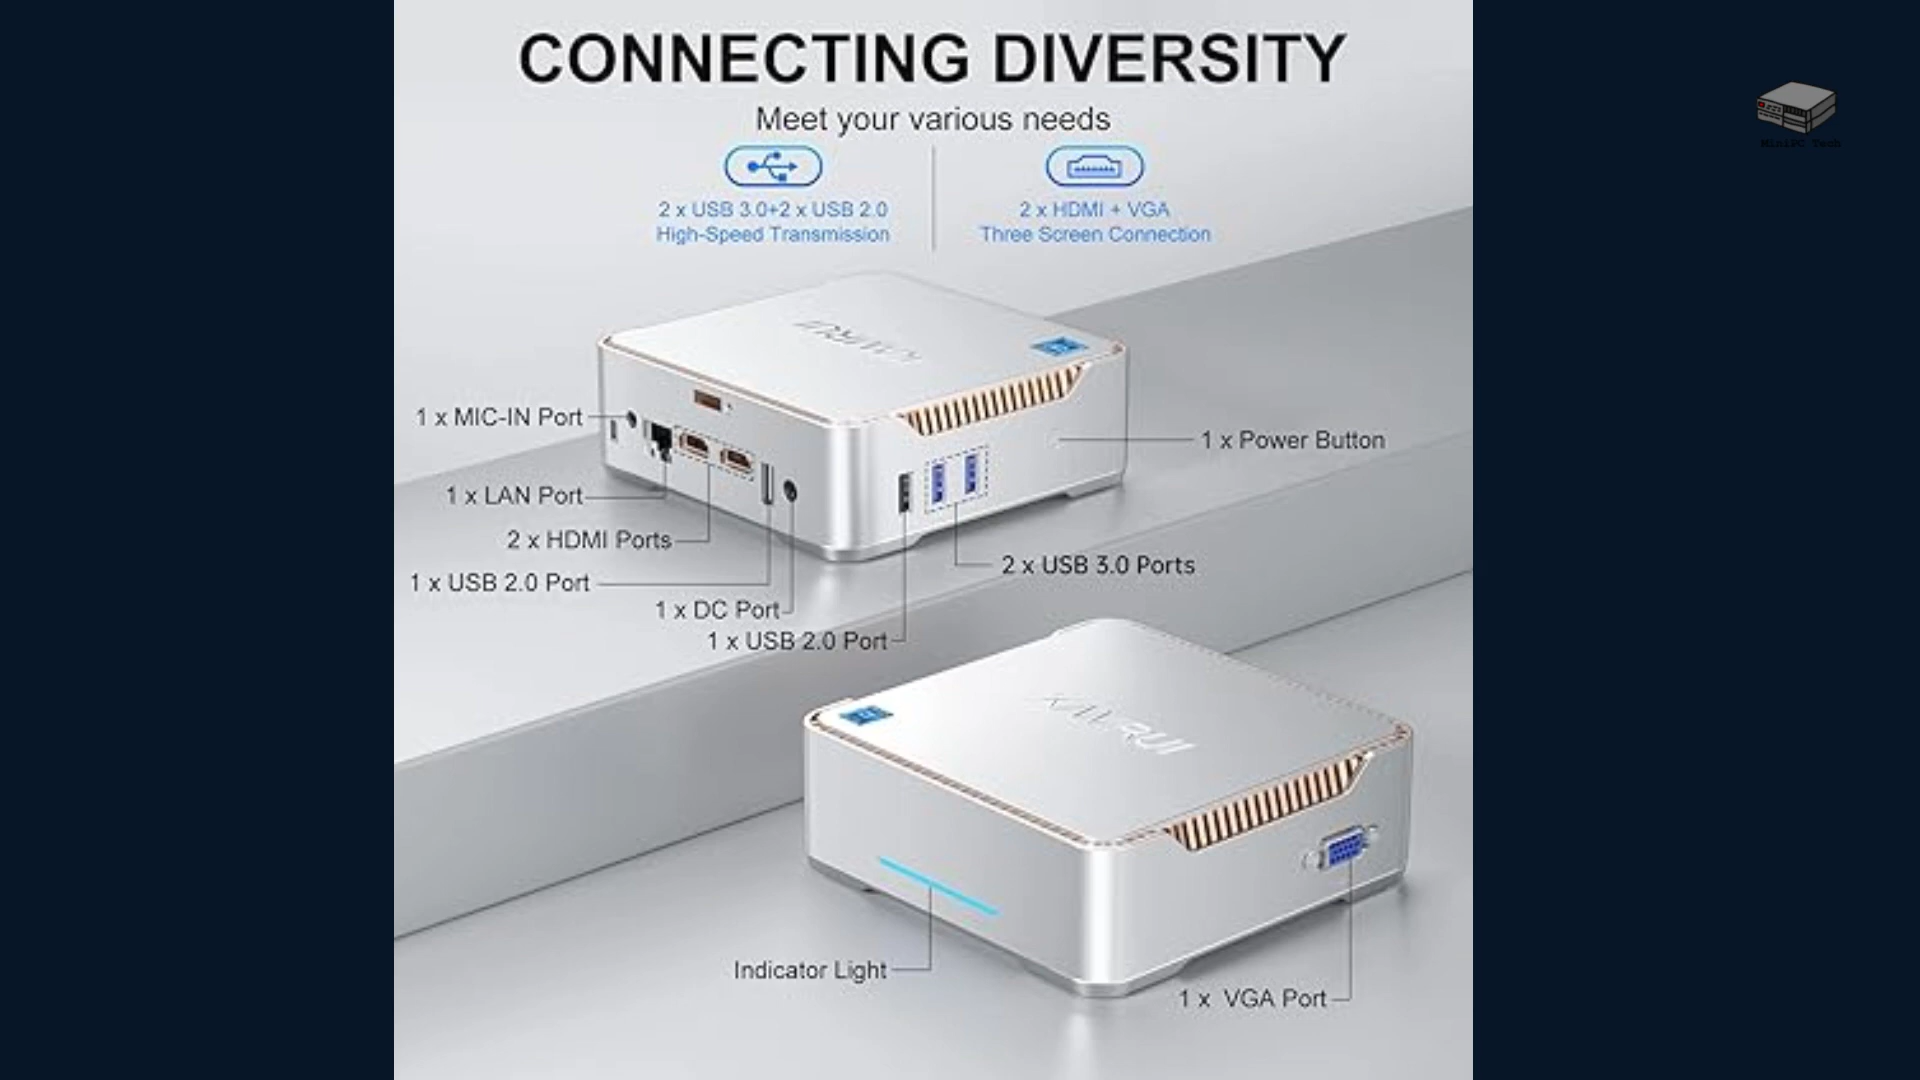 CONNECTING DIVERSITY
Meet your various needs
2 x USB 3.0+2 x USB 2.0
High-Speed Transmission
2 x HDMI + VGA
Three Screen Connection
MiniPC Tech
1 x MIC-IN Port
1 x Power Button
1 x LAN Port
2 x HDMI Ports
2 x USB 3.0 Ports
1 x USB 2.0 Port
1 x DC Port
1 x USB 2.0 Port
Indicator Light
1 x VGA Port